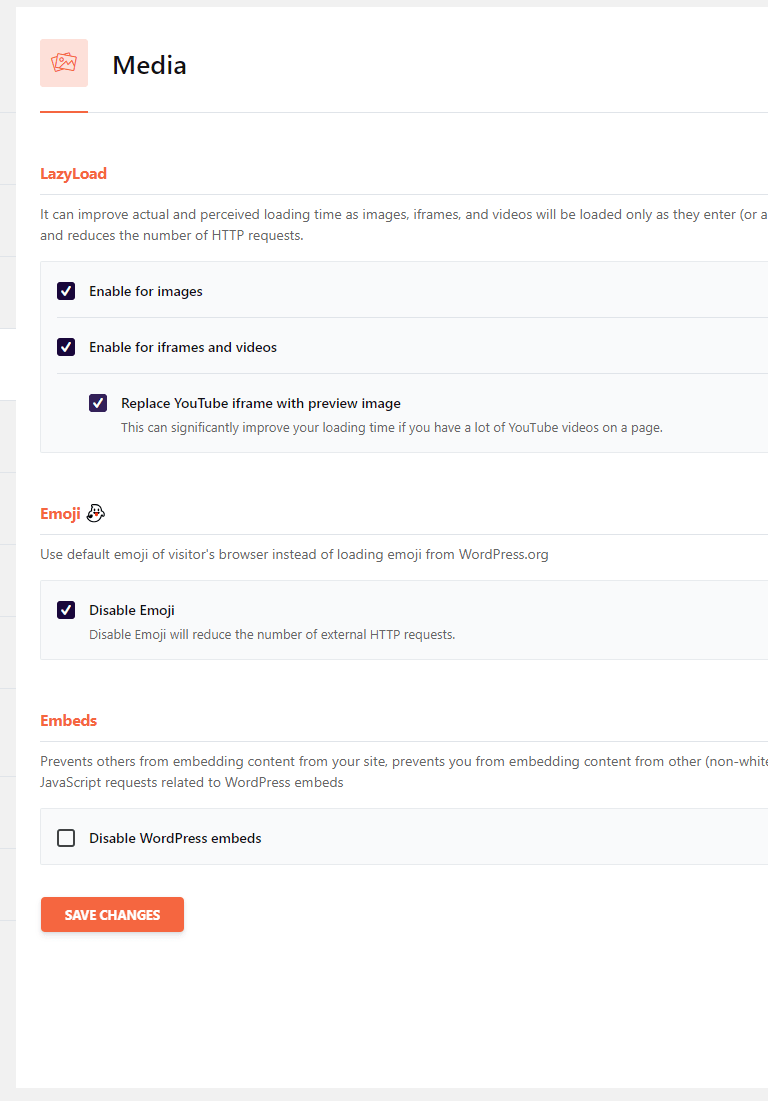 Media
LazyLoad
It can improve actual and perceived loading time as images, iframes, and videos will be loaded only as they enter (or a
and reduces the number of HTTP requests.
Enable for images
Enable for iframes and videos
Replace YouTube iframe with preview image
This can significantly improve your loading time if you have a lot of YouTube videos on a page.
Emoji
Use default emoji of visitor's browser instead of loading emoji from WordPress.org
Disable Emoji
Disable Emoji will reduce the number of external HTTP requests.
Embeds
Prevents others from embedding content from your site, prevents you from embedding content from other (non-white
JavaScript requests related to WordPress embeds
Disable WordPress embeds
SAVE CHANGES